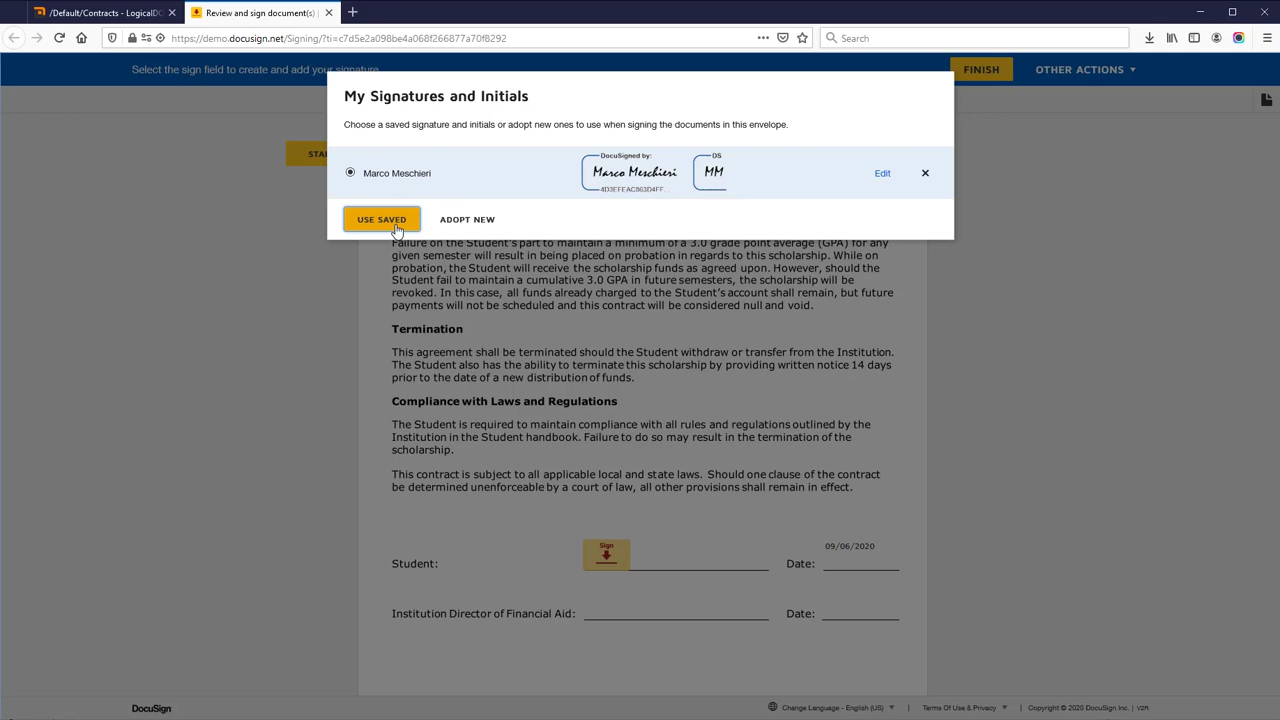 /Default/Contracts - LogicalDO
Review and sign document(s) |
https://demo.docusign.net/Signing/?ti=c7d5e2a098be4a068f266877a70f8292
Search
Select the sign field to create and add your signature.
FINISH
OTHER ACTIONS
My Signatures and Initials
Choose a saved signature and initials or adopt new ones to use when signing the documents in this envelope.
STA
DocuSigned by:
DS
Marco Meschieri
Marco Meschieri
MM
Edit
4D3EFEAC863D4FF...
USE SAVED
ADOPT NEW
Failure on the Student's part to maintain a minimum of a 3.0 grade point average (GPA) for any
given semester will result in being placed on probation in regards to this scholarship. While on
probation, the Student will receive the scholarship funds as agreed upon. However, should the
Student fail to maintain a cumulative 3.0 GPA in future semesters, the scholarship will be
revoked. In this case, all funds already charged to the Student's account shall remain, but future
payments will not be scheduled and this contract will be considered null and void.
Termination
This agreement shall be terminated should the Student withdraw or transfer from the Institution.
The Student also has the ability to terminate this scholarship by providing written notice 14 days
prior to the date of a new distribution of funds.
Compliance with Laws and Regulations
The Student is required to maintain compliance with all rules and regulations outlined by the
Institution in the Student handbook. Failure to do so may result in the termination of the
scholarship.
This contract is subject to all applicable local and state laws. Should one clause of the contract
be determined unenforceable by a court of law, all other provisions shall remain in effect.
Sign
09/06/2020
Student:
Date:
Institution Director of Financial Aid:
Date:
DocuSign
Change Language - English (US)
Terms Of Use & Privacy
Copyright © 2020 DocuSign Inc. | V2R